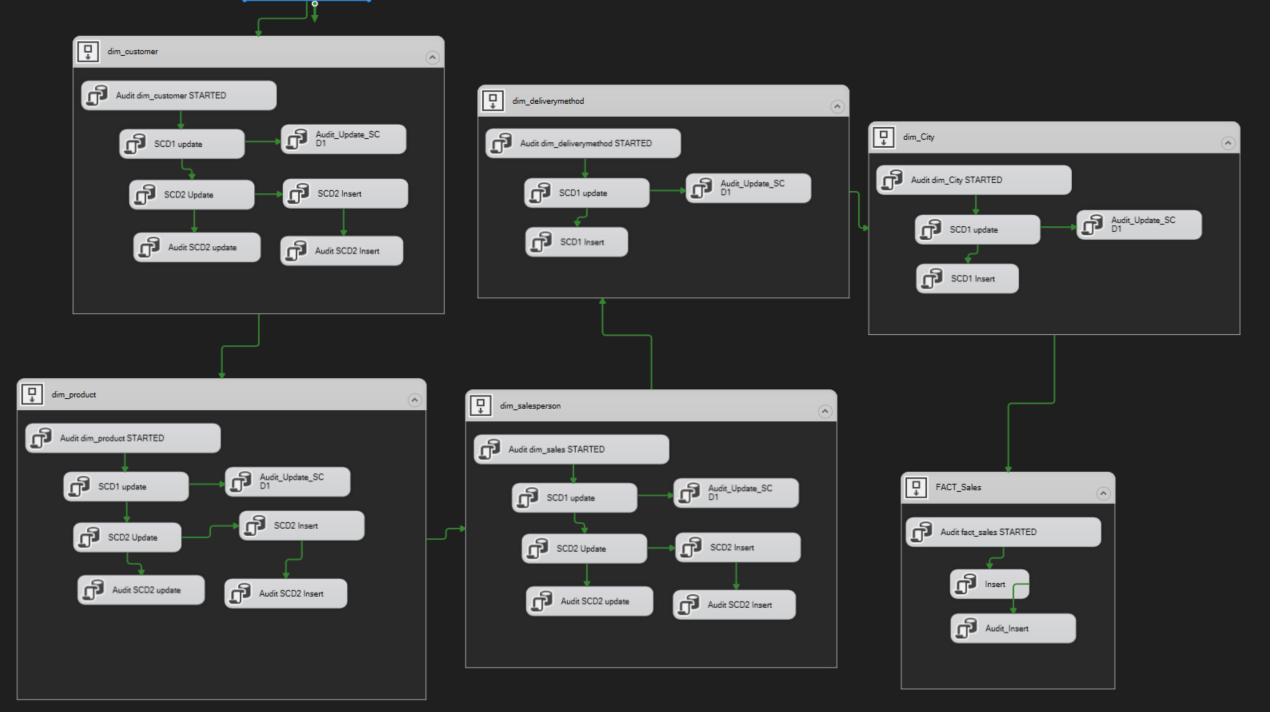 dim_customer
Audit dim_customer STARTED
SCD1 update
Audit_Update_SC
D1
SCD2 Update
SCD2 Insert
Audit SCD2 update
Audit SCD2 Insert
dim_product
Audit dim_product STARTED
SCD1 update
Audit_Update_SC
D1
SCD2 Update
SCD2 Insert
Audit SCD2 update
Audit SCD2 Insert
dim_salesperson
Audit dim_sales STARTED
SCD1 update
Audit_Update_SC
D1
SCD2 Update
SCD2 Insert
Audit SCD2 update
Audit SCD2 Insert
dim_deliverymethod
Audit dim_deliverymethod STARTED
SCD1 update
Audit_Update_SC
D1
SCD1 Insert
dim_City
Audit dim_City STARTED
SCD1 update
Audit_Update_SC
D1
SCD1 Insert
FACT_Sales
Audit fact_sales STARTED
Insert
Audit_Insert